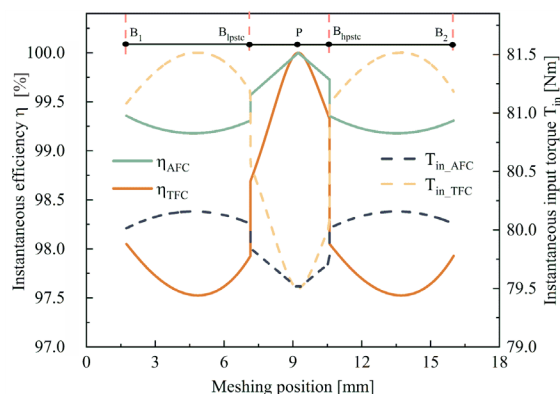 B1 Blpstc P Bhpstc B2
100.0
99.5
99.0
98.5
98.0
97.5
97.0
Instantaneous efficiency η [%]
ηAFC
ηTFC
Tin_AFC
Tin_TFC
81.5
81.0
80.5
80.0
79.5
79.0
Instantaneous input torque Tin [Nm]
0 3 6 9 12 15 18
Meshing position [mm]